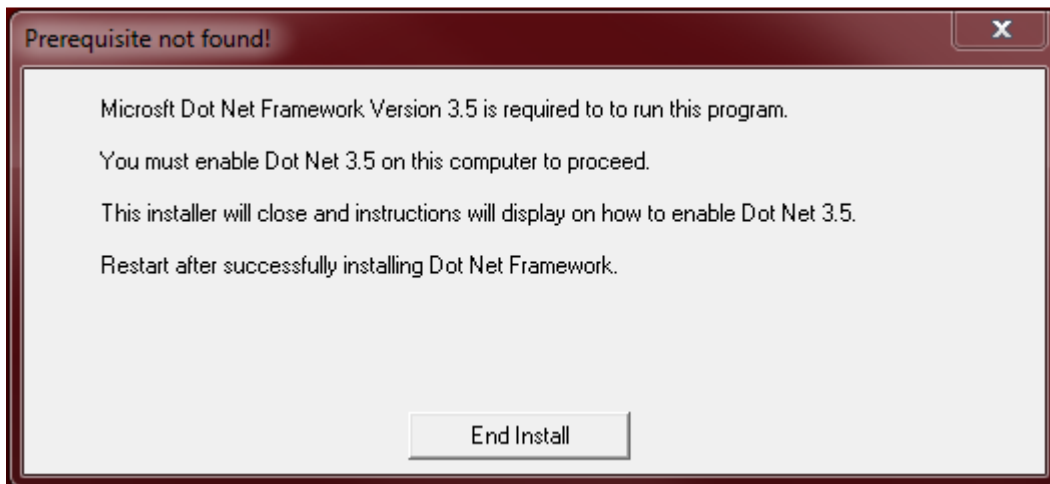 Prerequisite not found!
Microsft Dot Net Framework Version 3.5 is required to to run this program.
You must enable Dot Net 3.5 on this computer to proceed.
This installer will close and instructions will display on how to enable Dot Net 3.5.
Restart after successfully installing Dot Net Framework.
End Install